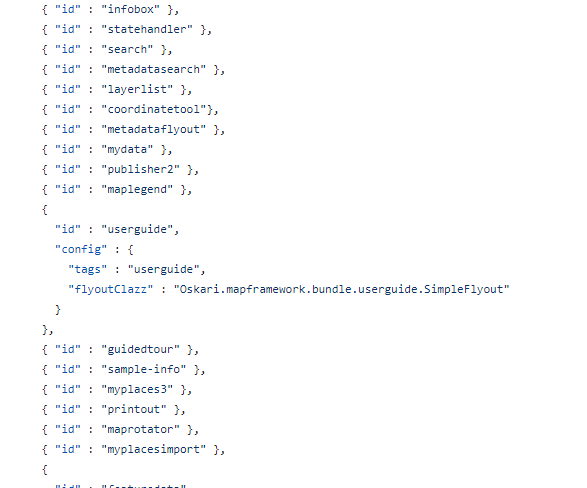 { "id" : "infobox" },
{ "id" : "statehandler" },
{ "id" : "search" },
{ "id" : "metadatasearch" },
{ "id" : "layerlist" },
{ "id" : "coordinatetool"},
{ "id" : "metadataflyout" },
{ "id" : "mydata" },
{ "id" : "publisher2" },
{ "id" : "maplegend" },
{
"id" : "userguide",
"config" : {
"tags" : "userguide",
"flyoutClazz" : "Oskari.mapframework.bundle.userguide.SimpleFlyout"
}
},
{ "id" : "guidedtour" },
{ "id" : "sample-info" },
{ "id" : "myplaces3" },
{ "id" : "printout" },
{ "id" : "maprotator" },
{ "id" : "myplacesimport" },
{
"id" : "featuredata"